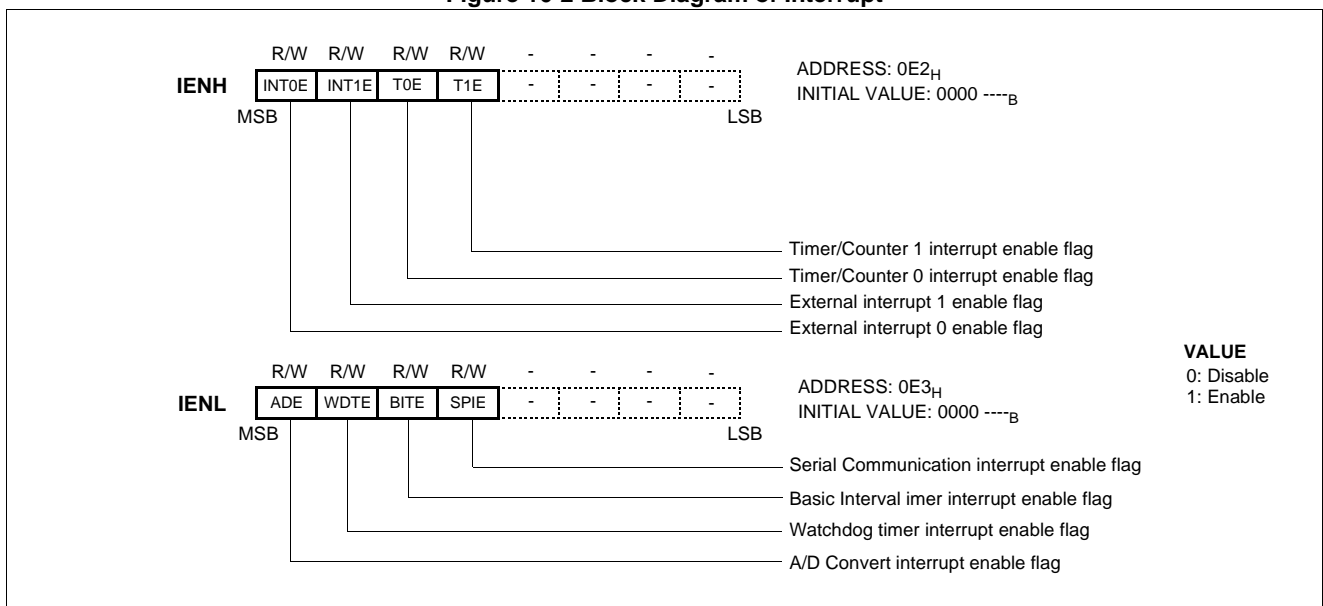 Figure 16-2 Block Diagram of Interrupt
R/W R/W R/W R/W - - - -
IENH INT0E INT1E T0E T1E - - - -
MSB LSB
ADDRESS: 0E2H
INITIAL VALUE: 0000 ----B
Timer/Counter 1 interrupt enable flag
Timer/Counter 0 interrupt enable flag
External interrupt 1 enable flag
External interrupt 0 enable flag
VALUE
0: Disable
1: Enable
R/W R/W R/W R/W - - - -
IENL ADE WDTE BITE SPIE - - - -
MSB LSB
ADDRESS: 0E3H
INITIAL VALUE: 0000 ----B
Serial Communication interrupt enable flag
Basic Interval imer interrupt enable flag
Watchdog timer interrupt enable flag
A/D Convert interrupt enable flag